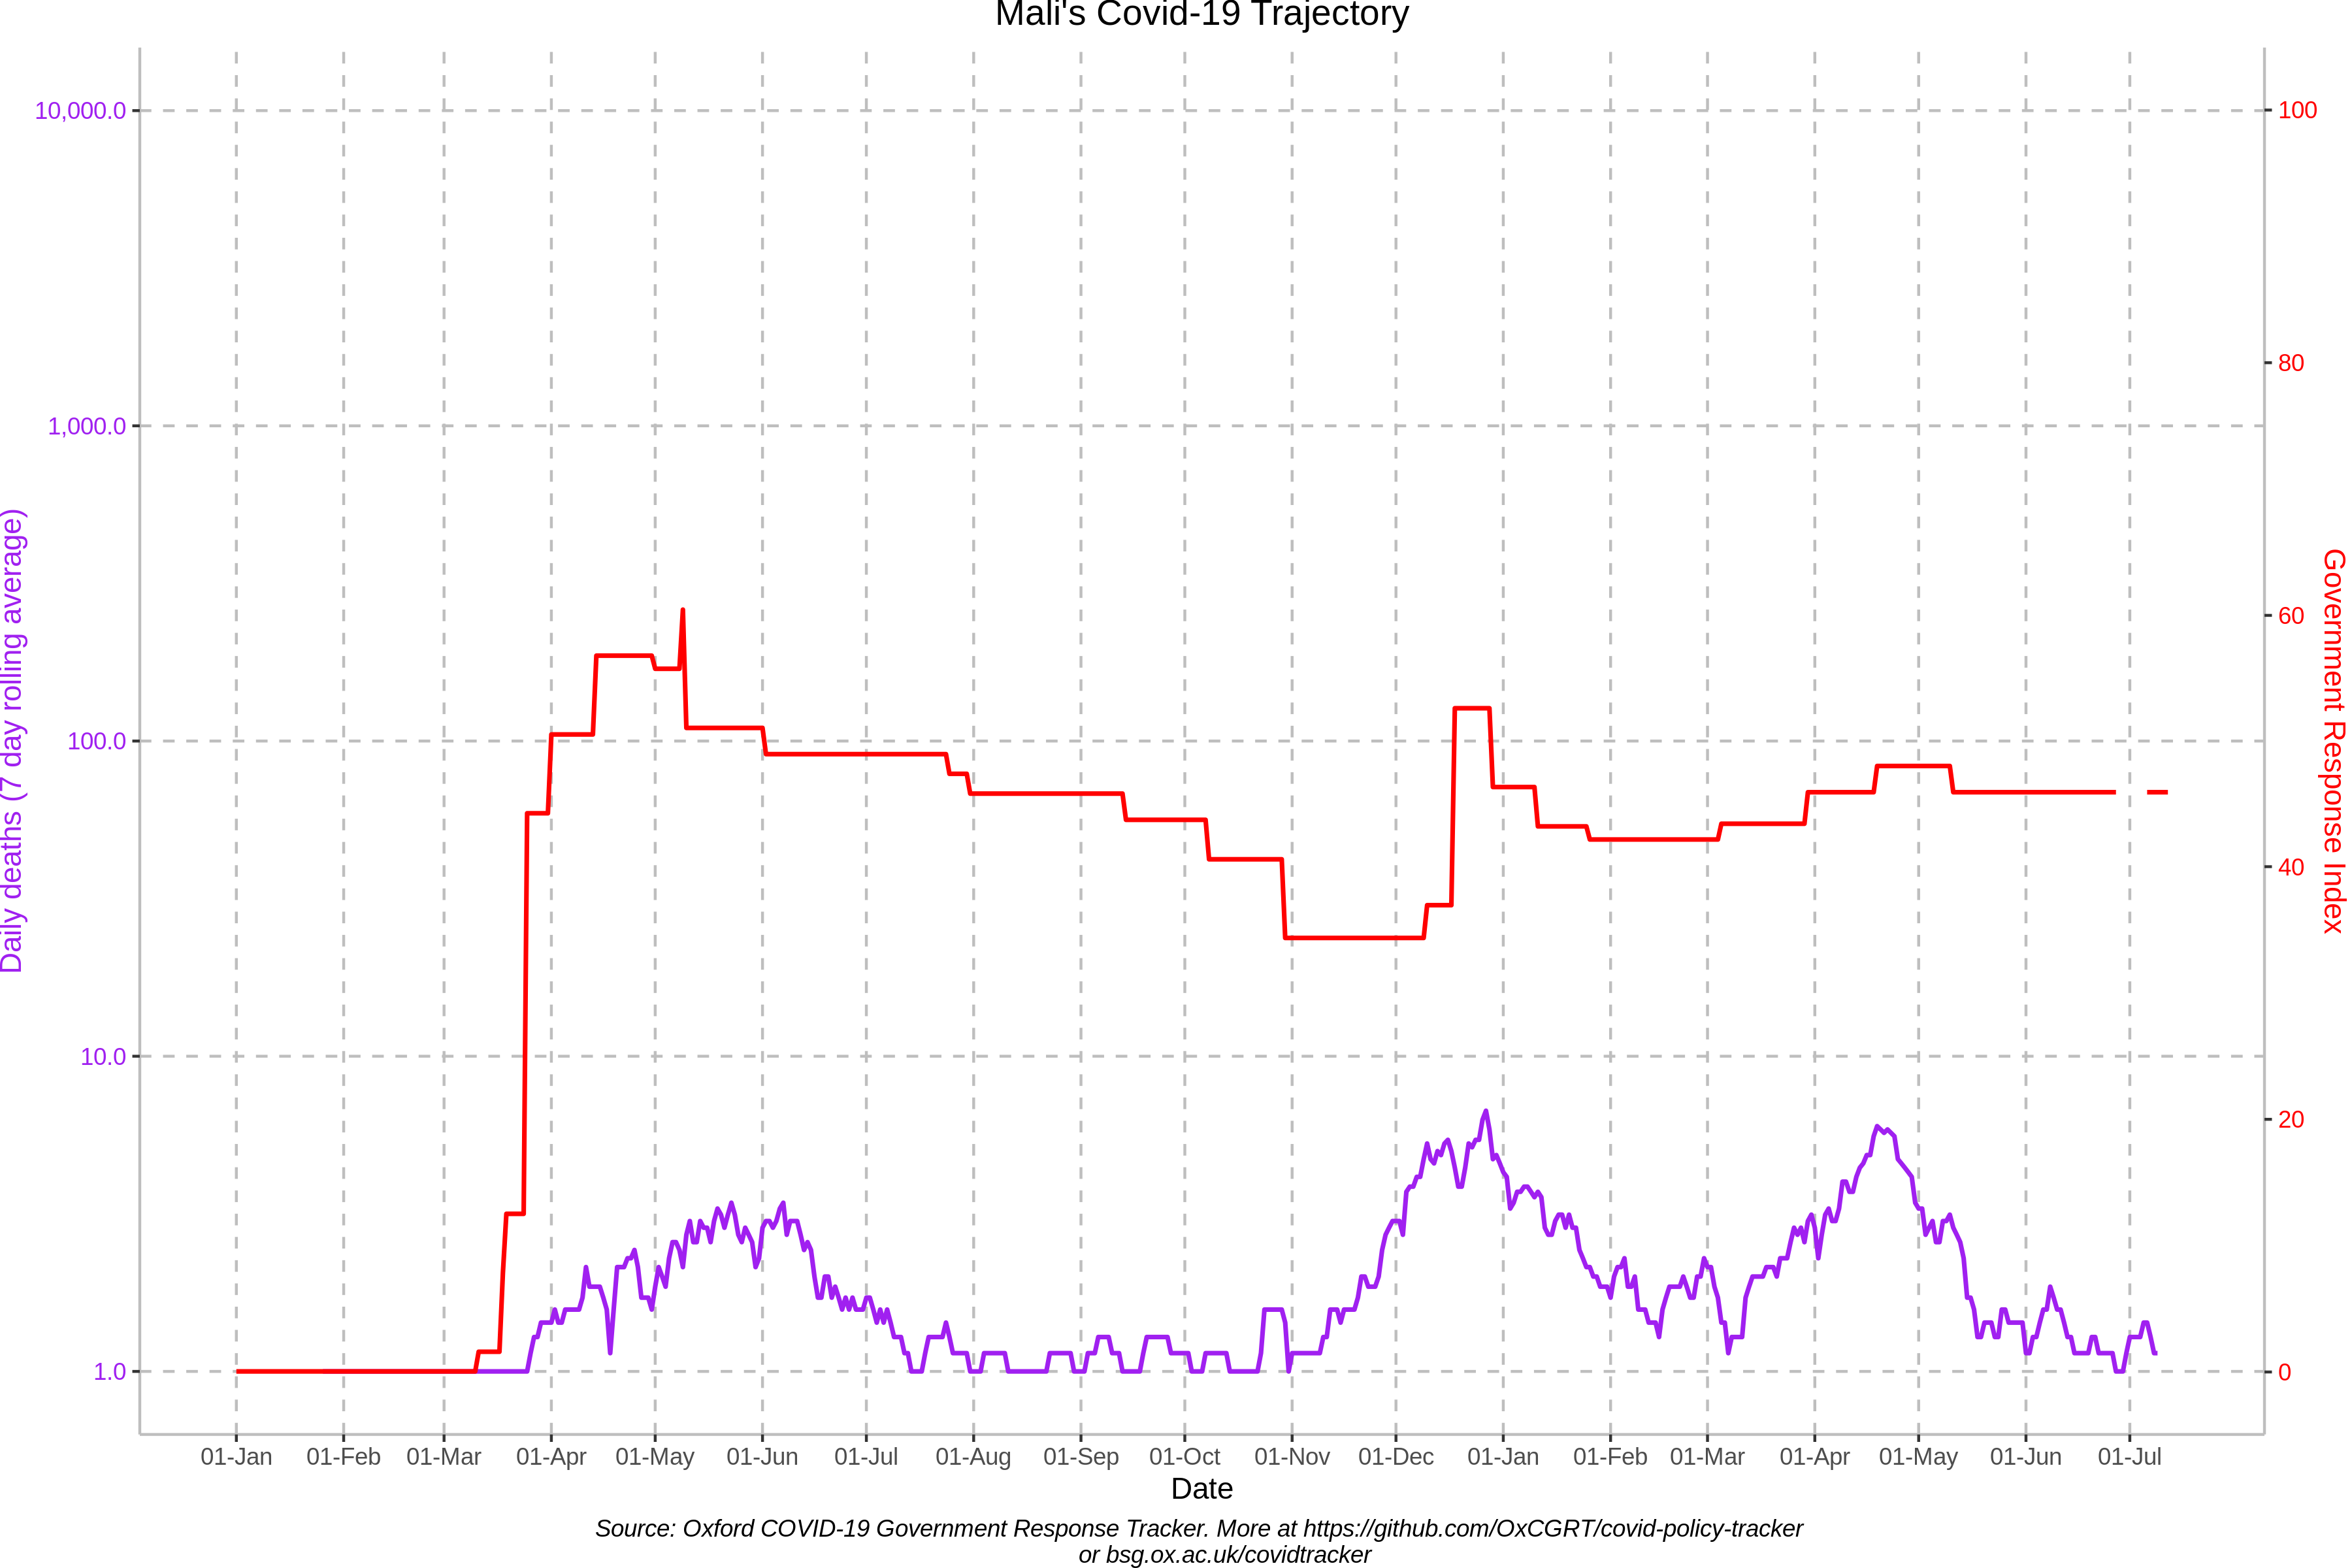 Mali's Covid-19 Trajectory
Daily deaths (7 day rolling average)
10,000.0
1,000.0
100.0
10.0
1.0
100
80
60
40
20
0
Government Response Index
01-Jan 01-Feb 01-Mar 01-Apr 01-May 01-Jun 01-Jul 01-Aug 01-Sep 01-Oct 01-Nov 01-Dec 01-Jan 01-Feb 01-Mar 01-Apr 01-May 01-Jun 01-Jul
Date
Source: Oxford COVID-19 Government Response Tracker. More at https://github.com/OxCGRT/covid-policy-tracker
or bsg.ox.ac.uk/covidtracker